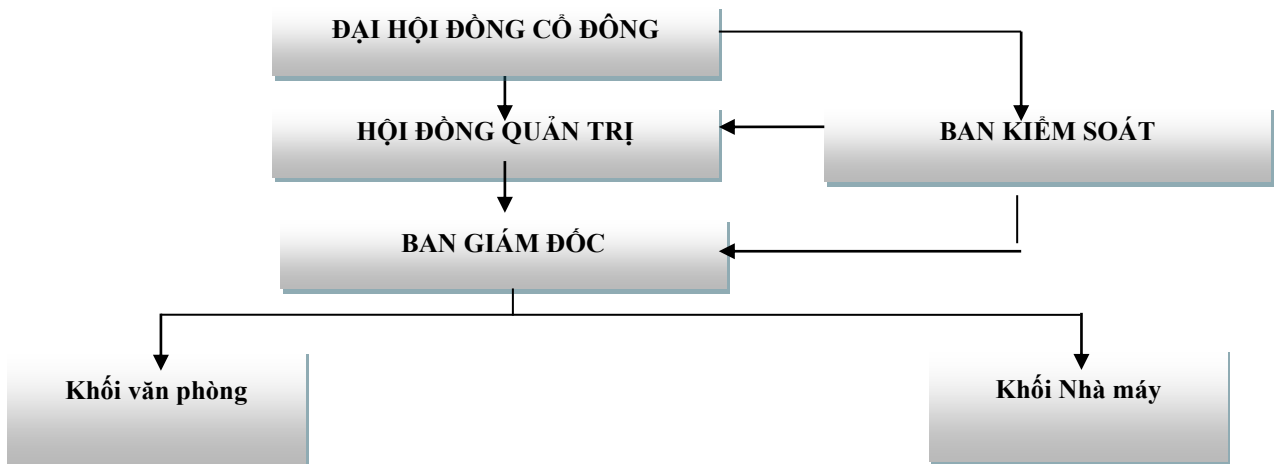 ĐẠI HỘI ĐỒNG CỔ ĐÔNG
HỘI ĐỒNG QUẢN TRỊ
BAN KIỂM SOÁT
BAN GIÁM ĐỐC
Khối văn phòng
Khối Nhà máy